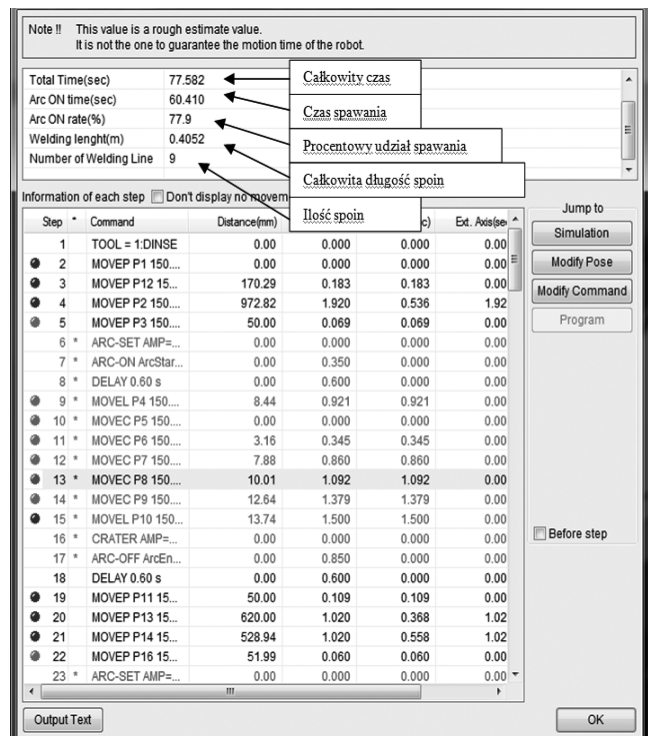 Note !! This value is a rough estimate value.
It is not the one to guarantee the motion time of the robot.
Total Time(sec) 77.582 Całkowity czas
Arc ON time(sec) 60.410 Czas spawania
Arc ON rate(%) 77.9 Procentowy udział spawania
Welding lenght(m) 0.4052 Całkowita długość spoin
Number of Welding Line 9 Ilość spoin
Information of each step Don't display no movem
Step * Command Distance(mm) c) Ext. Axis(se
1 TOOL = 1:DINSE 0.00 0.000 0.000 0.00
2 MOVEP P1 150.... 0.00 0.000 0.000 0.00
3 MOVEP P12 15... 170.29 0.183 0.183 0.00
4 MOVEP P2 150.... 972.82 1.920 0.536 1.92
5 MOVEP P3 150.... 50.00 0.069 0.069 0.00
6 * ARC-SET AMP=... 0.00 0.000 0.000 0.00
7 * ARC-ON ArcStar... 0.00 0.350 0.000 0.00
8 * DELAY 0.60 s 0.00 0.600 0.000 0.00
9 * MOVEL P4 150.... 8.44 0.921 0.921 0.00
10 * MOVEC P5 150.... 0.00 0.000 0.000 0.00
11 * MOVEC P6 150.... 3.16 0.345 0.345 0.00
12 * MOVEC P7 150.... 7.88 0.860 0.860 0.00
13 * MOVEC P8 150.... 10.01 1.092 1.092 0.00
14 * MOVEC P9 150.... 12.64 1.379 1.379 0.00
15 * MOVEL P10 150... 13.74 1.500 1.500 0.00
16 * CRATER AMP=... 0.00 0.000 0.000 0.00
17 * ARC-OFF ArcEn... 0.00 0.850 0.000 0.00
18 DELAY 0.60 s 0.00 0.600 0.000 0.00
19 MOVEP P11 15... 50.00 0.109 0.109 0.00
20 MOVEP P13 15... 620.00 1.020 0.368 1.02
21 MOVEP P14 15... 528.94 1.020 0.558 1.02
22 MOVEP P16 15... 51.99 0.060 0.060 0.00
23 * ARC-SET AMP=... 0.00 0.000 0.000 0.00
Jump to
Simulation
Modify Pose
Modify Command
Program
Before step
Output Text
OK